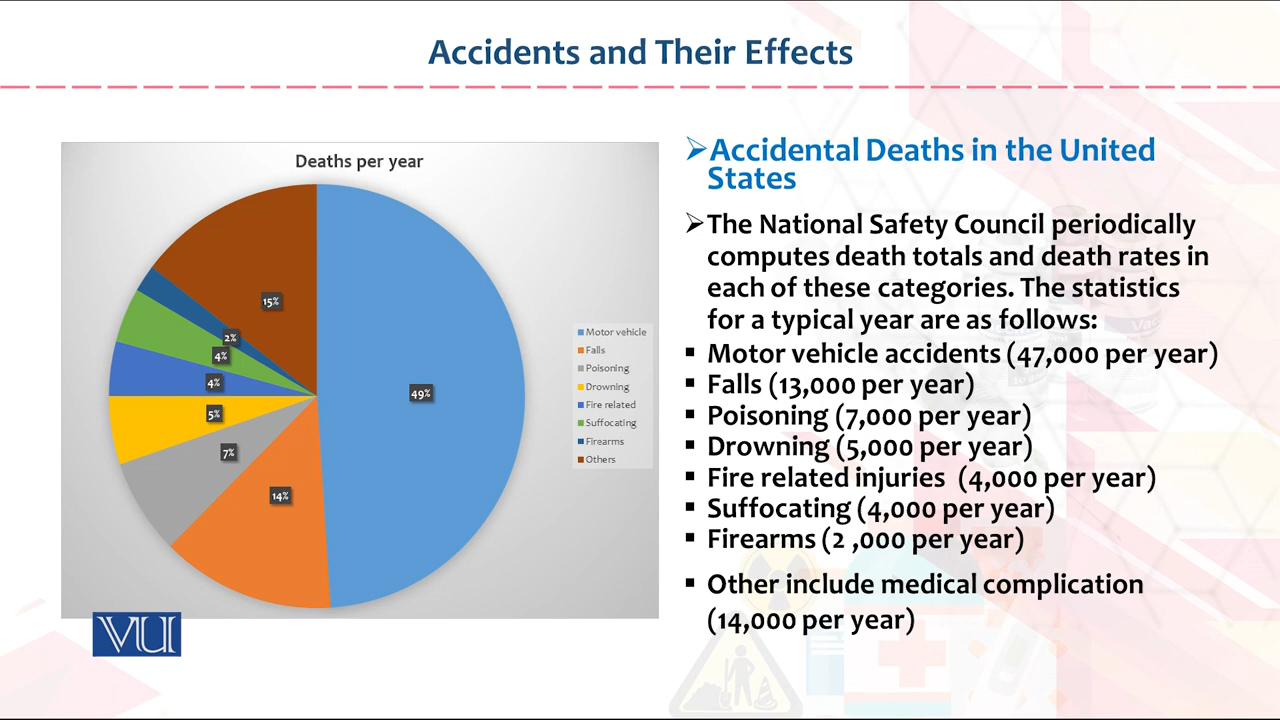 Accidents and Their Effects
Deaths per year
15%
2%
4%
4%
5%
7%
14%
49%
Motor vehicle
Falls
Poisoning
Drowning
Fire related
Suffocating
Firearms
Others
VU
➢Accidental Deaths in the United
States
➢The National Safety Council periodically
computes death totals and death rates in
each of these categories. The statistics
for a typical year are as follows:
▪ Motor vehicle accidents (47,000 per year)
▪ Falls (13,000 per year)
▪ Poisoning (7,000 per year)
▪ Drowning (5,000 per year)
▪ Fire related injuries (4,000 per year)
▪ Suffocating (4,000 per year)
▪ Firearms (2 ,000 per year)
▪ Other include medical complication
(14,000 per year)